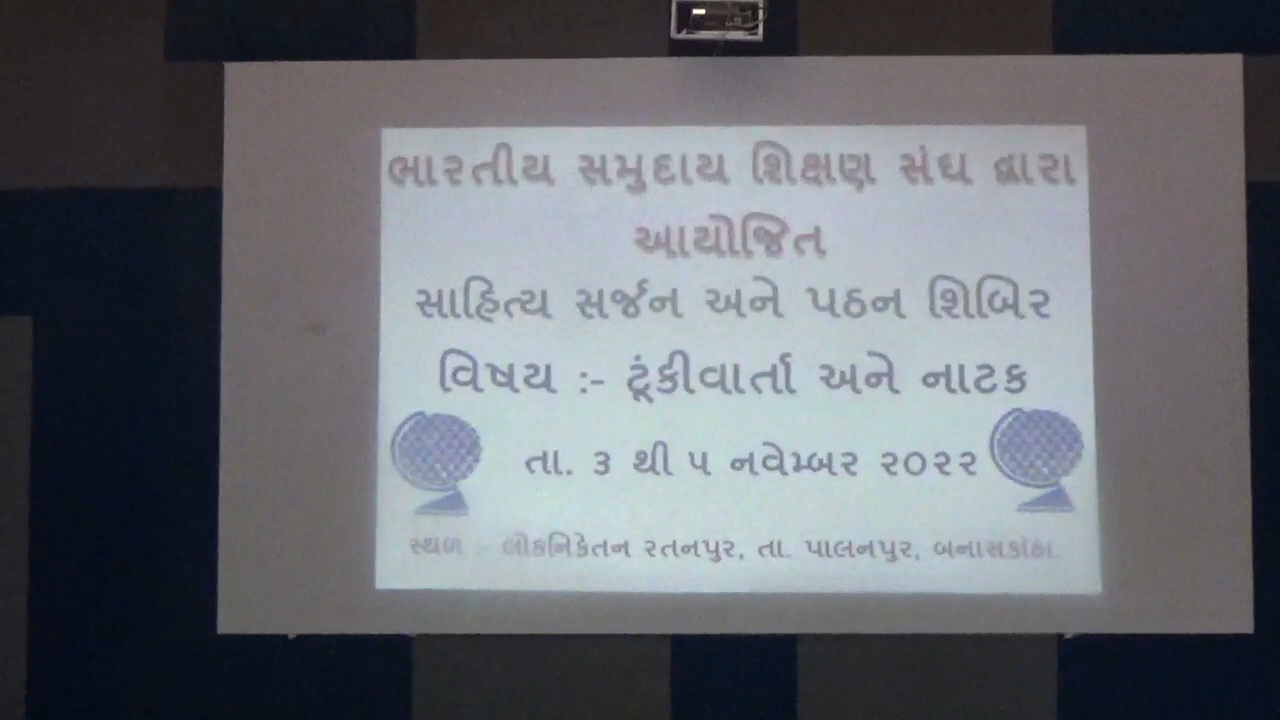 ભારતીય સમુદાય શિક્ષણ સંઘ દ્વારા
આયોજિત
સાહિત્ય સર્જન અને પઠન શિબિર
વિષય :- ટૂંકીવાર્તા અને નાટક
તા. ૩ થી ૫ નવેમ્બર ૨૦૨૨
સ્થળ :- લોકનિકેતન રતનપુર, તા. પાલનપુર, બનાસકાંઠા.